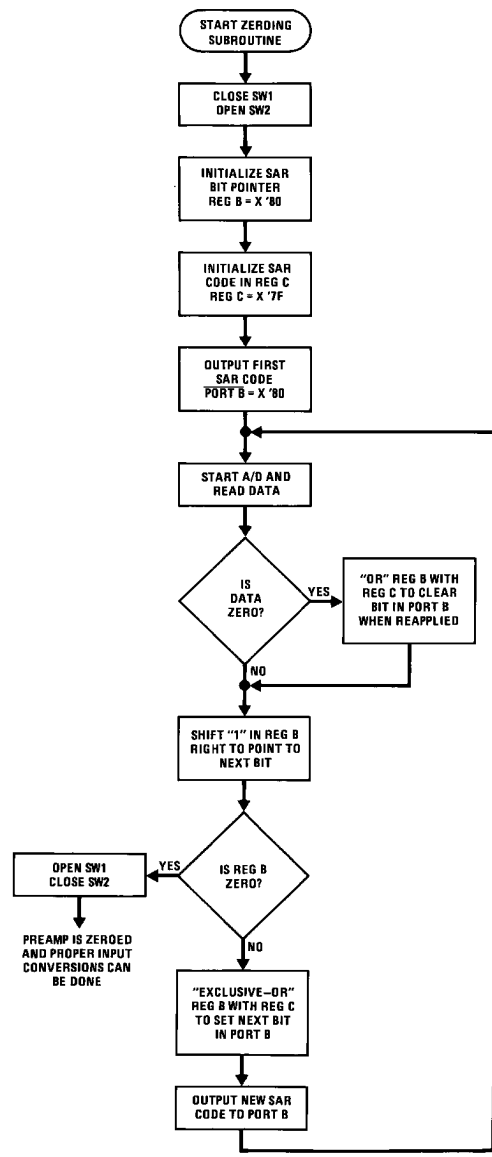 START ZERDING
SUBROUTINE
CLOSE SW1
OPEN SW2
INITIALIZE SAR
BIT POINTER
REG B = X '80
INITIALIZE SAR
CODE IN REG C
REG C = X '7F
OUTPUT FIRST
SAR CODE
PORT B = X '80
START A/D AND
READ DATA
IS
DATA
ZERO?
YES
"OR" REG B WITH
REG C TO CLEAR
BIT IN PORT B
WHEN REAPPLIED
NO
SHIFT "1" IN REG B
RIGHT TO POINT TO
NEXT BIT
IS REG B
ZERO?
YES
OPEN SW1
CLOSE SW2
PREAMP IS ZEROED
AND PROPER INPUT
CONVERSIONS CAN
BE DONE
NO
"EXCLUSIVE–OR"
REG B WITH REG C
TO SET NEXT BIT
IN PORT B
OUTPUT NEW SAR
CODE TO PORT B